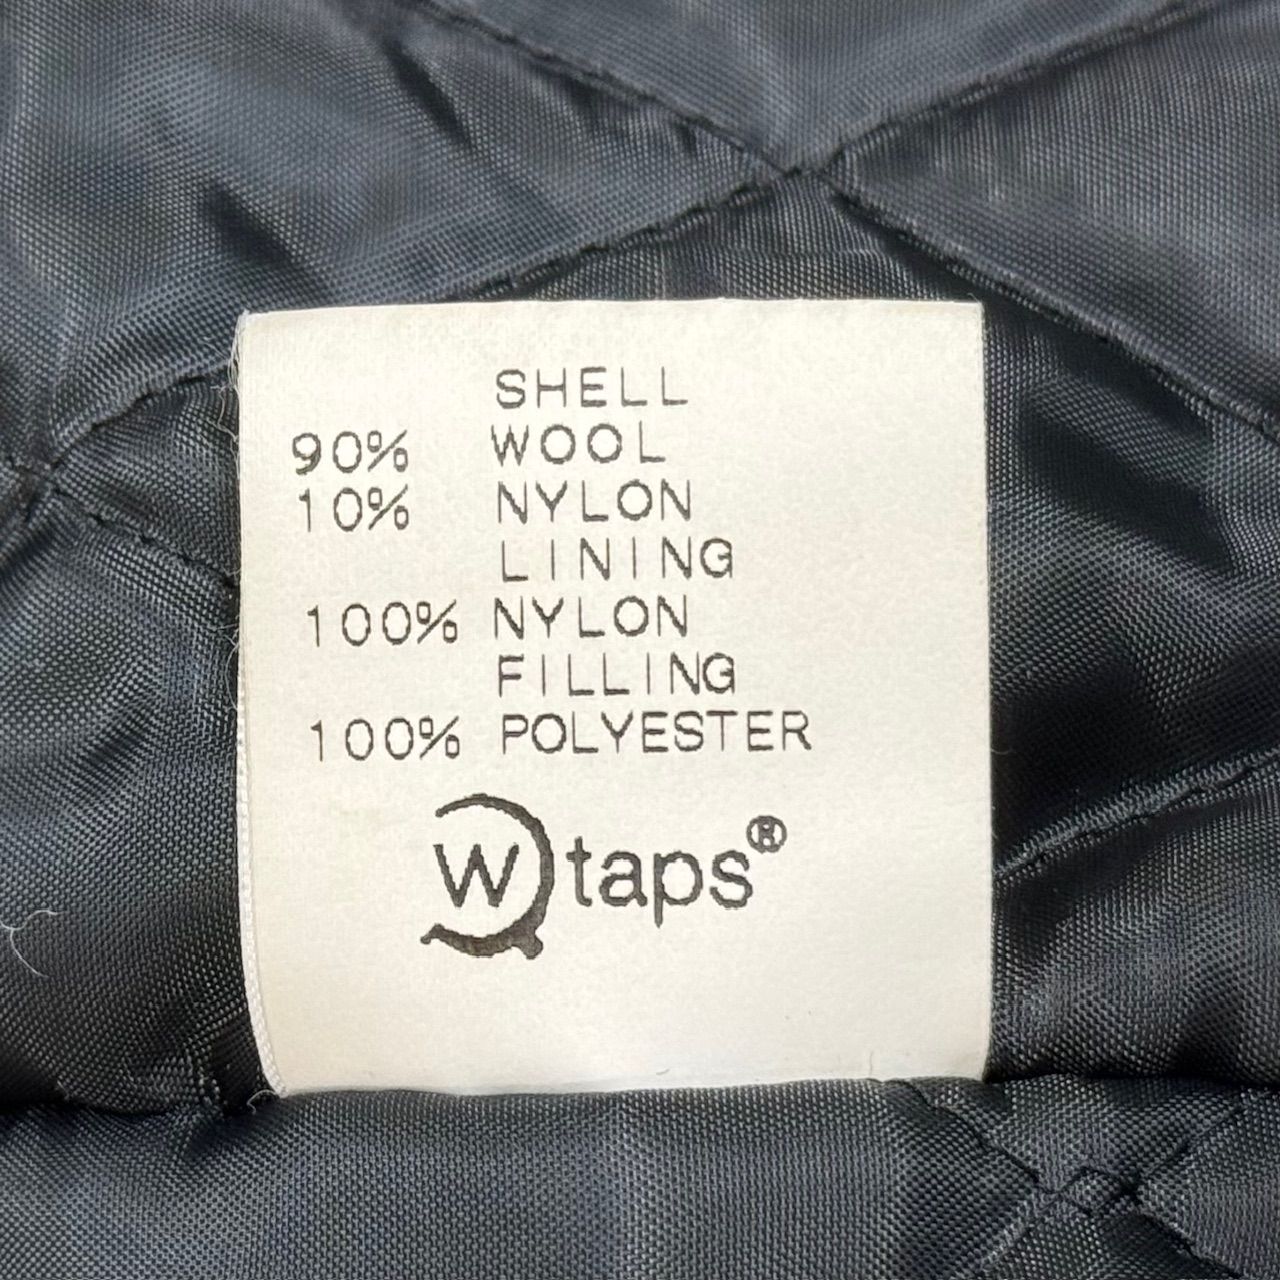 SHELL
90% WOOL
10% NYLON
LINING
100% NYLON
FILLING
100% POLYESTER
W)taps®